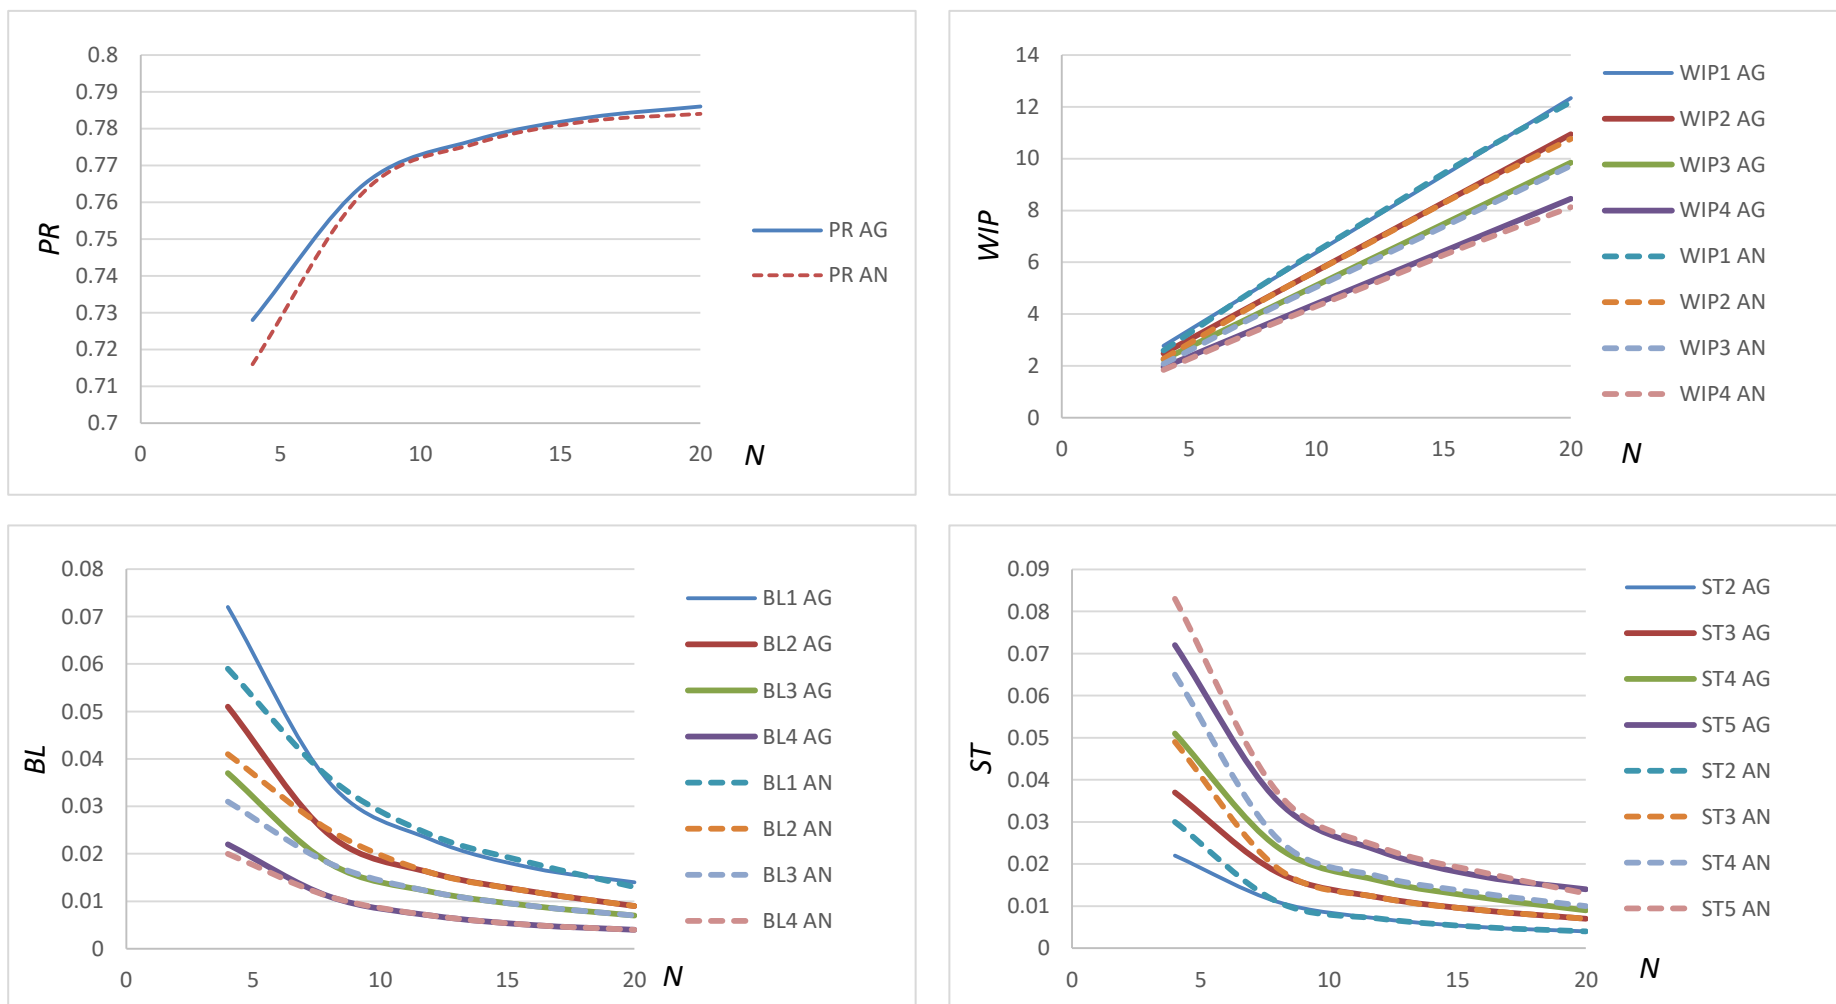 0.8
0.79
0.78
0.77
0.76
0.75
0.74
0.73
0.72
0.71
0.7
PR
0 5 10 15 20 N
PR AG
PR AN
14
12
10
8
6
4
2
0
WIP
0 5 10 15 20 N
WIP1 AG
WIP2 AG
WIP3 AG
WIP4 AG
WIP1 AN
WIP2 AN
WIP3 AN
WIP4 AN
0.08
0.07
0.06
0.05
0.04
0.03
0.02
0.01
0
BL
0 5 10 15 20 N
BL1 AG
BL2 AG
BL3 AG
BL4 AG
BL1 AN
BL2 AN
BL3 AN
BL4 AN
0.09
0.08
0.07
0.06
0.05
0.04
0.03
0.02
0.01
0
ST
0 5 10 15 20 N
ST2 AG
ST3 AG
ST4 AG
ST5 AG
ST2 AN
ST3 AN
ST4 AN
ST5 AN